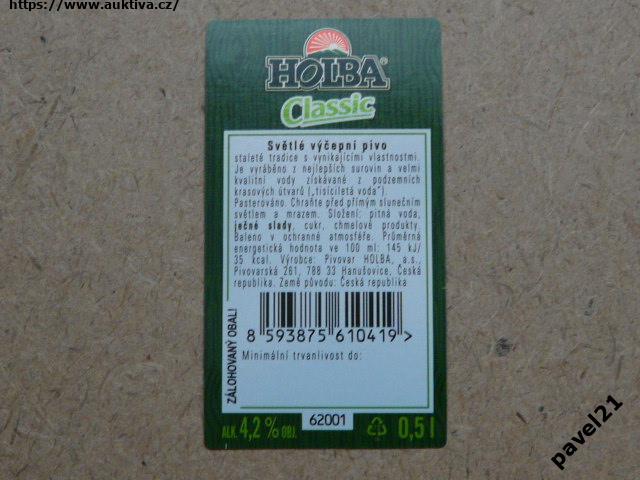 https://www.auktiva.cz/
HOLBA®
Classic
Světlé výčepní pivo
staleté tradice s vynikajícími vlastnostmi.
Je vyráběno z nejlepších surovin a velmi
kvalitní vody získávané z podzemních
krasových útvarů („tisíciletá voda“).
Pasterováno. Chraňte před přímým slunečním
světlem a mrazem. Složení: pitná voda,
ječné slady, cukr, chmelové produkty.
Baleno v ochranné atmosféře. Průměrná
energetická hodnota ve 100 ml: 145 kJ/
35 kcal. Výrobce: Pivovar HOLBA, a.s.,
Pivovarská 261, 788 33 Hanušovice, Česká
republika. Země původu: Česká republika
8 593875 610419 >
Minimální trvanlivost do:
ZÁLOHOVANÝ OBAL!
ALK. 4,2 % OBJ.
62001
0,5 l
pavel21